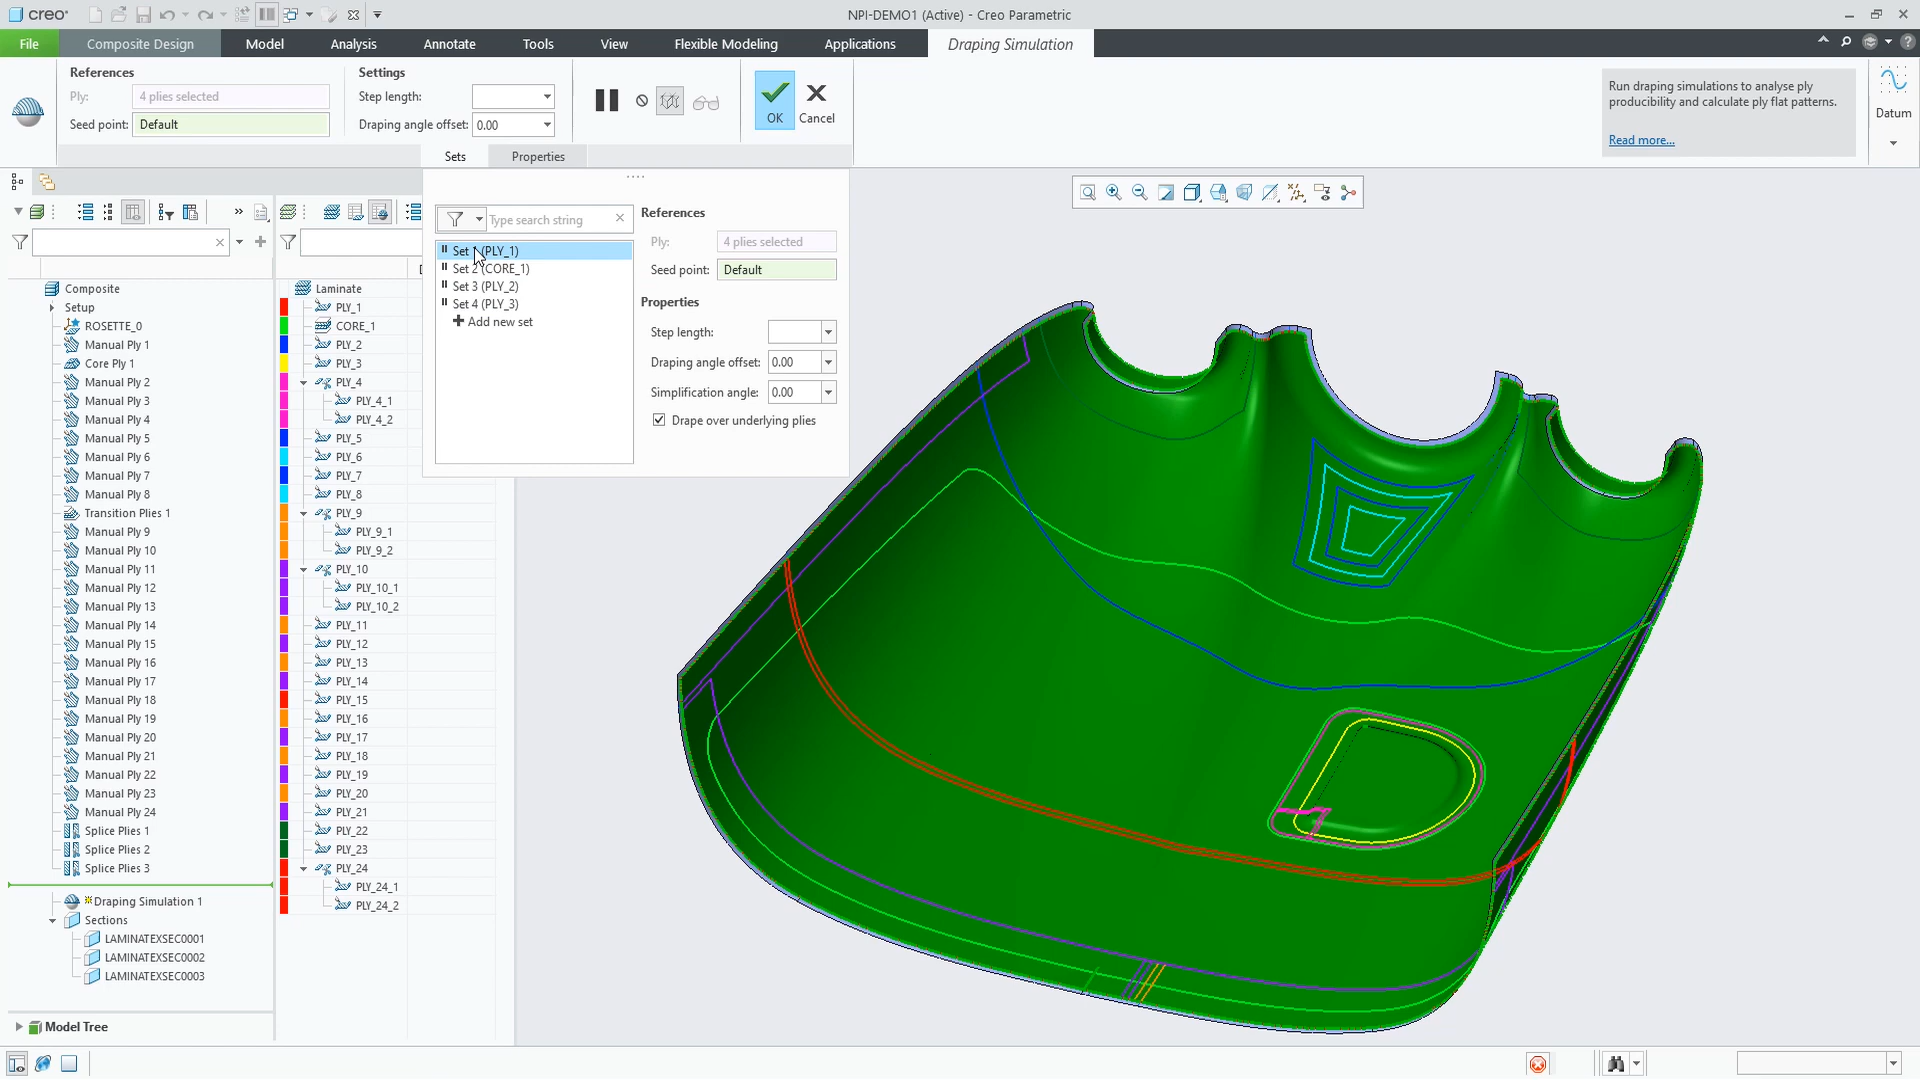 creo
NPI-DEMO1 (Active) - Creo Parametric
File
Composite Design
Model
Analysis
Annotate
Tools
View
Flexible Modeling
Applications
Draping Simulation
References
Ply:
4 plies selected
Seed point:
Default
Settings
Step length:
Draping angle offset:
0.00
OK
Cancel
Sets
Properties
Run draping simulations to analyse ply
producibility and calculate ply flat patterns.
Read more...
Datum
Type search string
Set 1 (PLY_1)
Set 2 (CORE_1)
Set 3 (PLY_2)
Set 4 (PLY_3)
Add new set
References
Ply:
4 plies selected
Seed point:
Default
Properties
Step length:
Draping angle offset:
0.00
Simplification angle:
0.00
Drape over underlying plies
Composite
Setup
ROSETTE_0
Manual Ply 1
Core Ply 1
Manual Ply 2
Manual Ply 3
Manual Ply 4
Manual Ply 5
Manual Ply 6
Manual Ply 7
Manual Ply 8
Transition Plies 1
Manual Ply 9
Manual Ply 10
Manual Ply 11
Manual Ply 12
Manual Ply 13
Manual Ply 14
Manual Ply 15
Manual Ply 16
Manual Ply 17
Manual Ply 18
Manual Ply 19
Manual Ply 20
Manual Ply 21
Manual Ply 22
Manual Ply 23
Manual Ply 24
Splice Plies 1
Splice Plies 2
Splice Plies 3
Draping Simulation 1
Sections
LAMINATEXSEC0001
LAMINATEXSEC0002
LAMINATEXSEC0003
Model Tree
Laminate
PLY_1
CORE_1
PLY_2
PLY_3
PLY_4
PLY_4_1
PLY_4_2
PLY_5
PLY_6
PLY_7
PLY_8
PLY_9
PLY_9_1
PLY_9_2
PLY_10
PLY_10_1
PLY_10_2
PLY_11
PLY_12
PLY_13
PLY_14
PLY_15
PLY_16
PLY_17
PLY_18
PLY_19
PLY_20
PLY_21
PLY_22
PLY_23
PLY_24
PLY_24_1
PLY_24_2